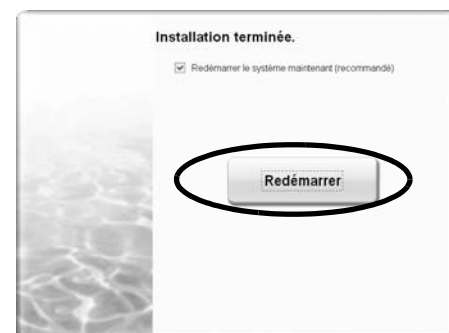 Installation terminée.
Redémarrer le système maintenant (recommandé)
Redémarrer